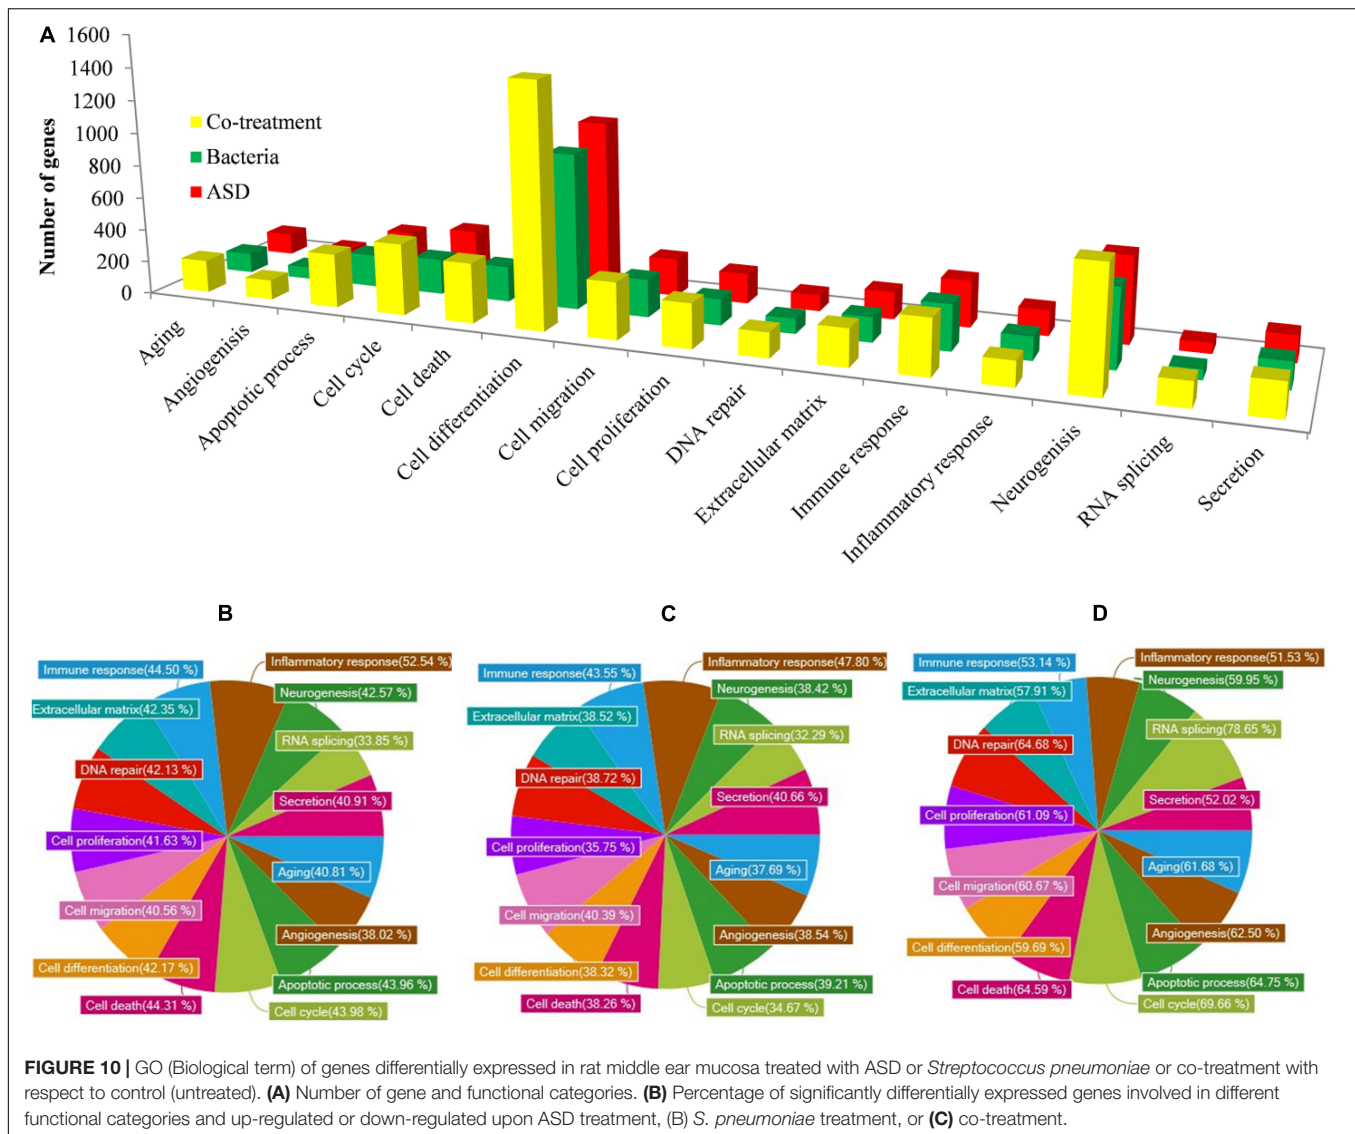 A
1600
1400
1200
1000
800
600
400
200
0
Number of genes
Co-treatment
Bacteria
ASD
Aging
Angiogenisis
Apoptotic process
Cell cycle
Cell death
Cell differentiation
Cell migration
Cell proliferation
DNA repair
Extracellular matrix
Immune response
Inflammatory response
Neurogenisis
RNA splicing
Secretion
B
Immune response(44.50 %)
Inflammatory response(52.54 %)
Extracellular matrix(42.35 %)
Neurogenesis(42.57 %)
RNA splicing(33.85 %)
DNA repair(42.13 %)
Secretion(40.91 %)
Cell proliferation(41.63 %)
Aging(40.81 %)
Cell migration(40.56 %)
Angiogenesis(38.02 %)
Cell differentiation(42.17 %)
Apoptotic process(43.96 %)
Cell death(44.31 %)
Cell cycle(43.98 %)
C
Immune response(43.55 %)
Inflammatory response(47.80 %)
Extracellular matrix(38.52 %)
Neurogenesis(38.42 %)
RNA splicing(32.29 %)
DNA repair(38.72 %)
Secretion(40.66 %)
Cell proliferation(35.75 %)
Aging(37.69 %)
Cell migration(40.39 %)
Angiogenesis(38.54 %)
Cell differentiation(38.32 %)
Apoptotic process(39.21 %)
Cell death(38.26 %)
Cell cycle(34.67 %)
D
Immune response(53.14 %)
Inflammatory response(51.53 %)
Extracellular matrix(57.91 %)
Neurogenesis(59.95 %)
RNA splicing(78.65 %)
DNA repair(64.68 %)
Secretion(52.02 %)
Cell proliferation(61.09 %)
Aging(61.68 %)
Cell migration(60.67 %)
Angiogenesis(62.50 %)
Cell differentiation(59.69 %)
Apoptotic process(64.75 %)
Cell death(64.59 %)
Cell cycle(69.66 %)
FIGURE 10 | GO (Biological term) of genes differentially expressed in rat middle ear mucosa treated with ASD or Streptococcus pneumoniae or co-treatment with
respect to control (untreated). (A) Number of gene and functional categories. (B) Percentage of significantly differentially expressed genes involved in different
functional categories and up-regulated or down-regulated upon ASD treatment, (B) S. pneumoniae treatment, or (C) co-treatment.